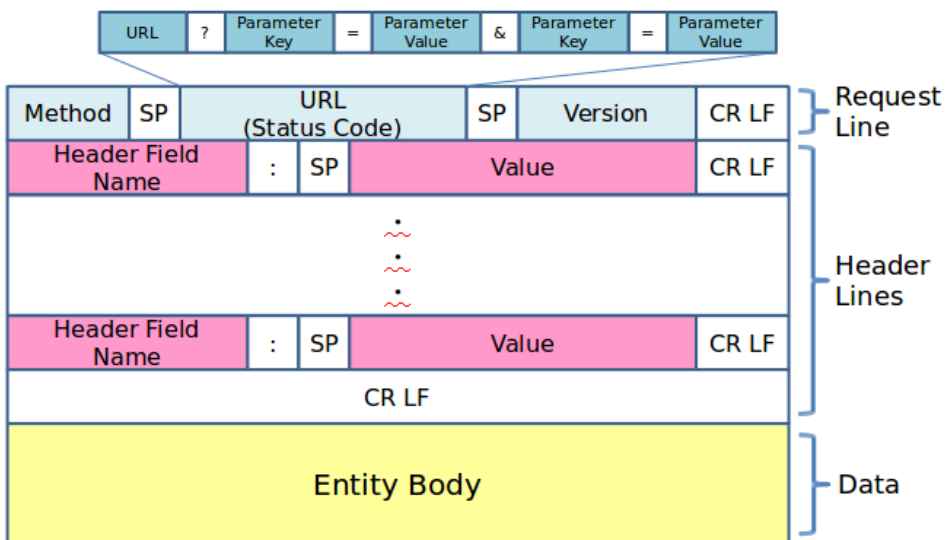 URL ? Parameter Key = Parameter Value & Parameter Key = Parameter Value
Method SP URL (Status Code) SP Version CR LF
Request Line
Header Field Name : SP Value CR LF
.
.
.
Header Lines
Header Field Name : SP Value CR LF
CR LF
Entity Body
Data